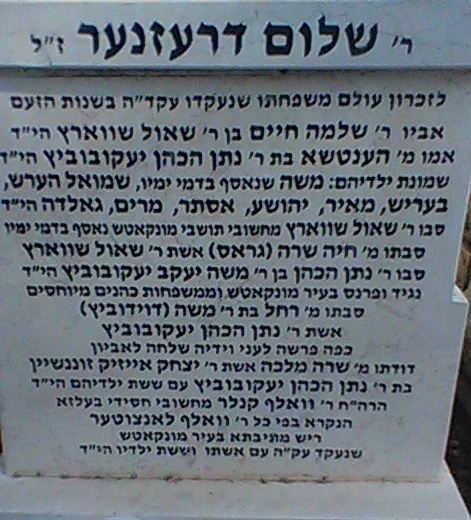 ר' שלום דרעזנער ז"ל
לזכרון עולם משפחתו שנעקדו עקד"ה בשנות הזעם
אביו ר' שלמה חיים בן ר' שאול שווארץ הי"ד
אמו מ' הענטשא בת ר' נתן הכהן יעקובוביץ הי"ד
שמונת ילדיהם: משה שנאסף בדמי ימיו, שמואל הערש,
בעריש, מאיר, יהושע, אסתר, מרים, גאלדה הי"ד
סבו ר' שאול שווארץ מחשובי תושבי מונקאטש נאסף בדמי ימיו
סבתו מ' חיה שרה (גראס) אשת ר' שאול שווארץ
סבו ר' נתן הכהן בן ר' משה יעקב יעקובוביץ הי"ד
נגיד ופרנס בעיר מונקאטש וממשפחות כהנים מיוחסים
סבתו מ' רחל בת ר' משה (דוידוביץ)
אשת ר' נתן הכהן יעקובוביץ
כפה פרשה לעני וידיה שלחה לאביון
דודתו מ' שרה מלכה אשת ר' יצחק אייזיק זוננשיין
בת ר' נתן הכהן יעקובוביץ עם ששת ילדיהם הי"ד
הרה"ח ר' וואלף קנלר מחשובי חסידי בעלזא
הנקרא בפי כל ר' וואלף לאנצוטער
ריש מתיבתא בעיר מונקאטש
שנעקד עק"ה עם אשתו וששת ילדיו הי"ד